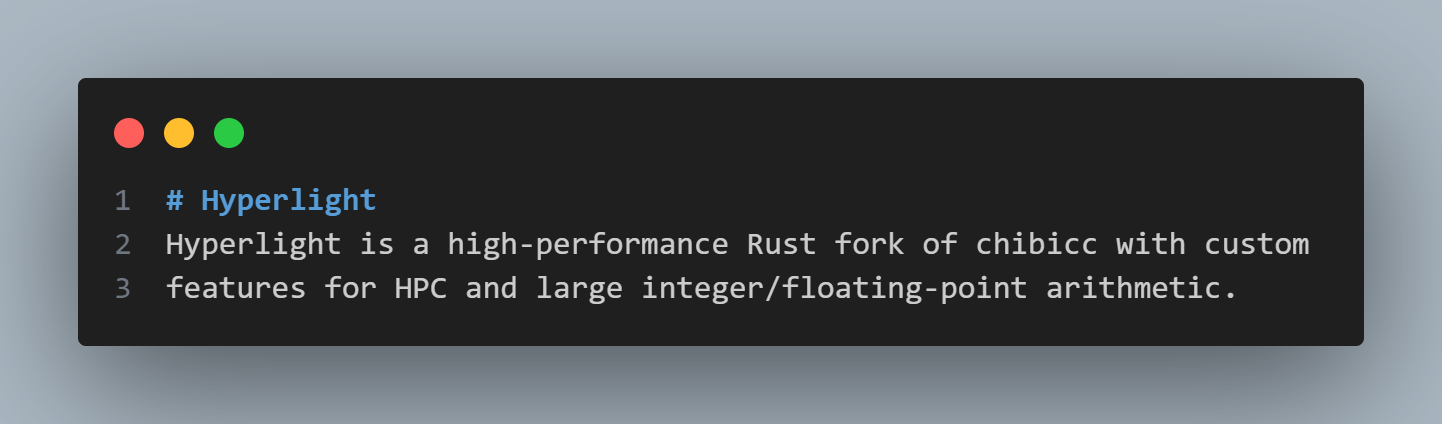 1 # Hyperlight
2 Hyperlight is a high-performance Rust fork of chibicc with custom
3 features for HPC and large integer/floating-point arithmetic.